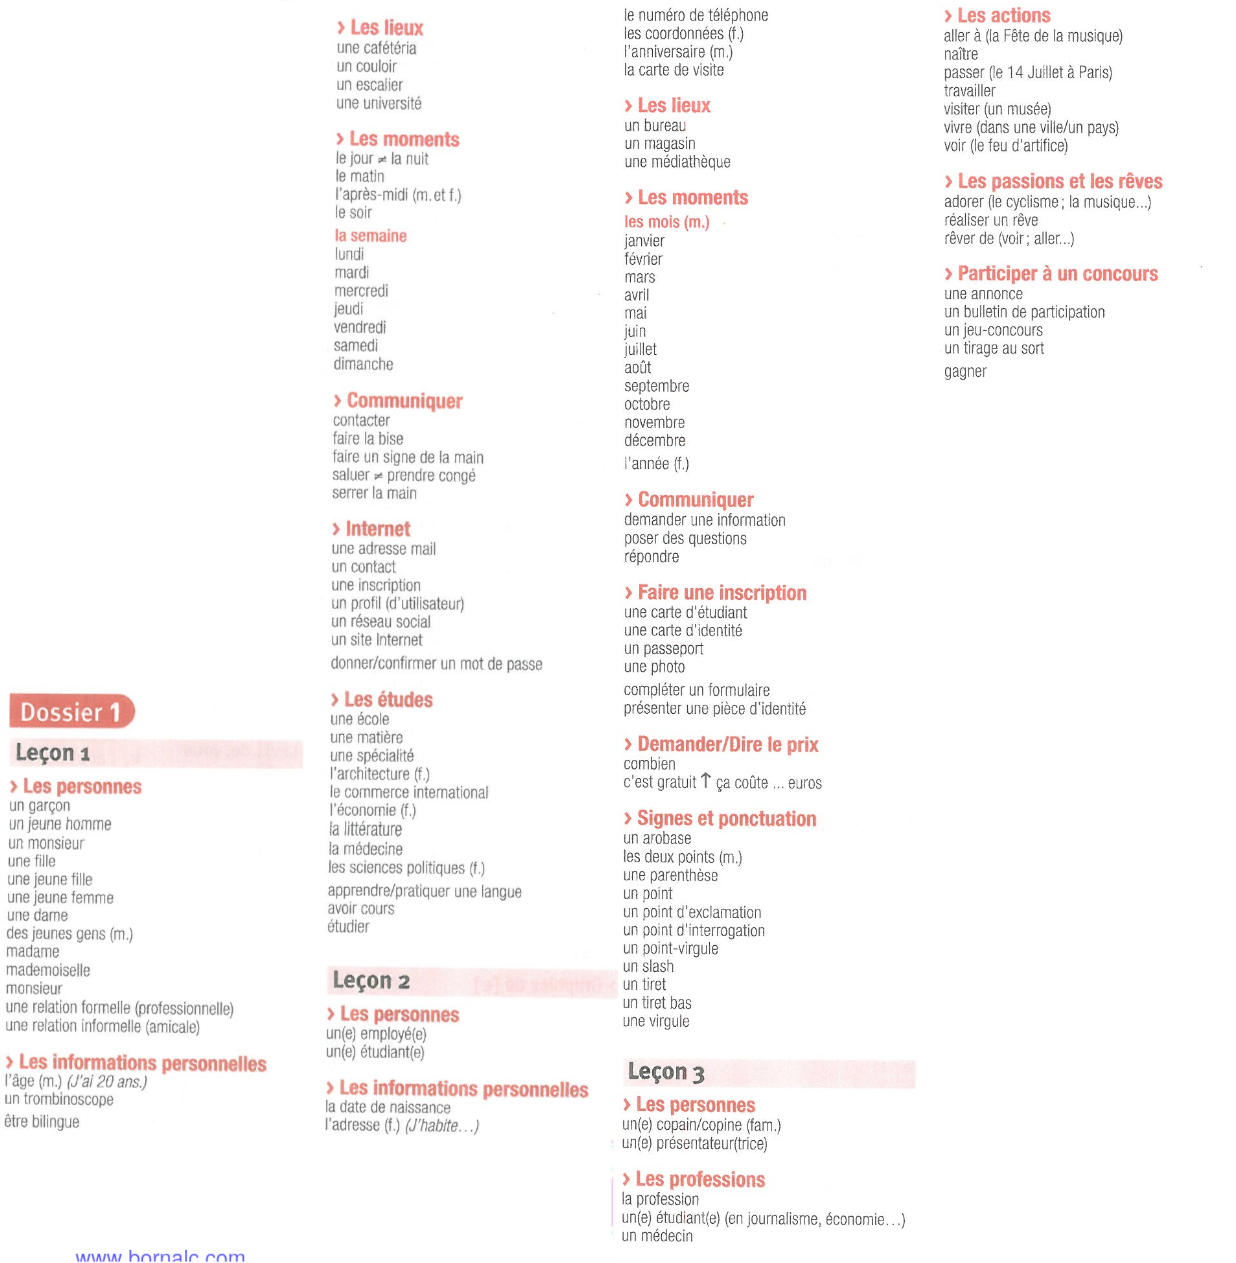 Dossier 1
Leçon 1
› Les personnes
un garçon
un jeune homme
un monsieur
une fille
une jeune fille
une jeune femme
une dame
des jeunes gens (m.)
madame
mademoiselle
monsieur
une relation formelle (professionnelle)
une relation informelle (amicale)
› Les informations personnelles
l'âge (m.) (J'ai 20 ans.)
un trombinoscope
être bilingue
› Les lieux
une cafétéria
un couloir
un escalier
une université
› Les moments
le jour ≠ la nuit
le matin
l'après-midi (m. et f.)
le soir
la semaine
lundi
mardi
mercredi
jeudi
vendredi
samedi
dimanche
› Communiquer
contacter
faire la bise
faire un signe de la main
saluer ≠ prendre congé
serrer la main
› Internet
une adresse mail
un contact
une inscription
un profil (d'utilisateur)
un réseau social
un site Internet
donner/confirmer un mot de passe
› Les études
une école
une matière
une spécialité
l'architecture (f.)
le commerce international
l'économie (f.)
la littérature
la médecine
les sciences politiques (f.)
apprendre/pratiquer une langue
avoir cours
étudier
Leçon 2
› Les personnes
un(e) employé(e)
un(e) étudiant(e)
› Les informations personnelles
la date de naissance
l'adresse (f.) (J'habite...)
le numéro de téléphone
les coordonnées (f.)
l'anniversaire (m.)
la carte de visite
› Les lieux
un bureau
un magasin
une médiathèque
› Les moments
les mois (m.)
janvier
février
mars
avril
mai
juin
juillet
août
septembre
octobre
novembre
décembre
l'année (f.)
› Communiquer
demander une information
poser des questions
répondre
› Faire une inscription
une carte d'étudiant
une carte d'identité
un passeport
une photo
compléter un formulaire
présenter une pièce d'identité
› Demander/Dire le prix
combien
c'est gratuit ↑ ça coûte ... euros
› Signes et ponctuation
un arobase
les deux points (m.)
une parenthèse
un point
un point d'exclamation
un point d'interrogation
un point-virgule
un slash
un tiret
un tiret bas
une virgule
Leçon 3
› Les personnes
un(e) copain/copine (fam.)
un(e) présentateur(trice)
› Les professions
la profession
un(e) étudiant(e) (en journalisme, économie...)
un médecin
› Les actions
aller à (la Fête de la musique)
naître
passer (le 14 Juillet à Paris)
travailler
visiter (un musée)
vivre (dans une ville/un pays)
voir (le feu d'artifice)
› Les passions et les rêves
adorer (le cyclisme ; la musique...)
réaliser un rêve
rêver de (voir ; aller...)
› Participer à un concours
une annonce
un bulletin de participation
un jeu-concours
un tirage au sort
gagner
www.bornalc.com